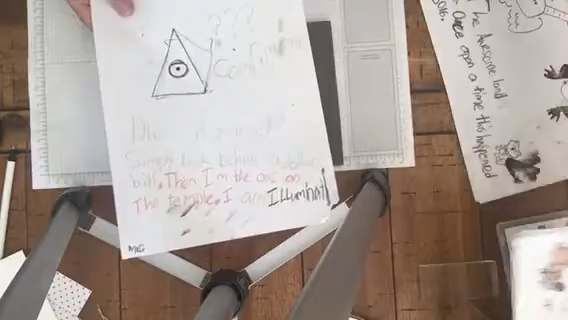 ???
Confirmed
Simply look behind a dollar
bill. Then I'm the one on
The temple. I am Illuminati
MG
The Awesome land
Once upon a time this happened